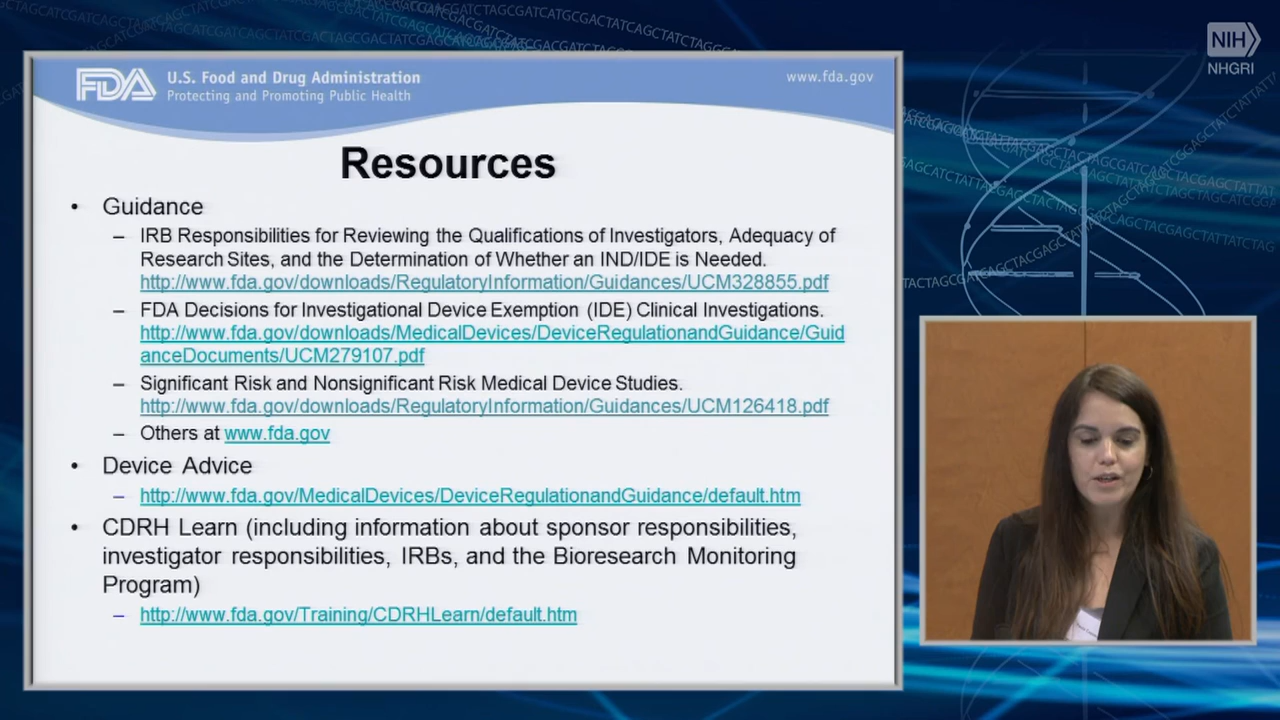 NIH
NHGRI
FDA
U.S. Food and Drug Administration
Protecting and Promoting Public Health
www.fda.gov
Resources
• Guidance
– IRB Responsibilities for Reviewing the Qualifications of Investigators, Adequacy of
Research Sites, and the Determination of Whether an IND/IDE is Needed.
http://www.fda.gov/downloads/RegulatoryInformation/Guidances/UCM328855.pdf
– FDA Decisions for Investigational Device Exemption (IDE) Clinical Investigations.
http://www.fda.gov/downloads/MedicalDevices/DeviceRegulationandGuidance/Guid
anceDocuments/UCM279107.pdf
– Significant Risk and Nonsignificant Risk Medical Device Studies.
http://www.fda.gov/downloads/RegulatoryInformation/Guidances/UCM126418.pdf
– Others at www.fda.gov
• Device Advice
– http://www.fda.gov/MedicalDevices/DeviceRegulationandGuidance/default.htm
• CDRH Learn (including information about sponsor responsibilities,
investigator responsibilities, IRBs, and the Bioresearch Monitoring
Program)
– http://www.fda.gov/Training/CDRHLearn/default.htm